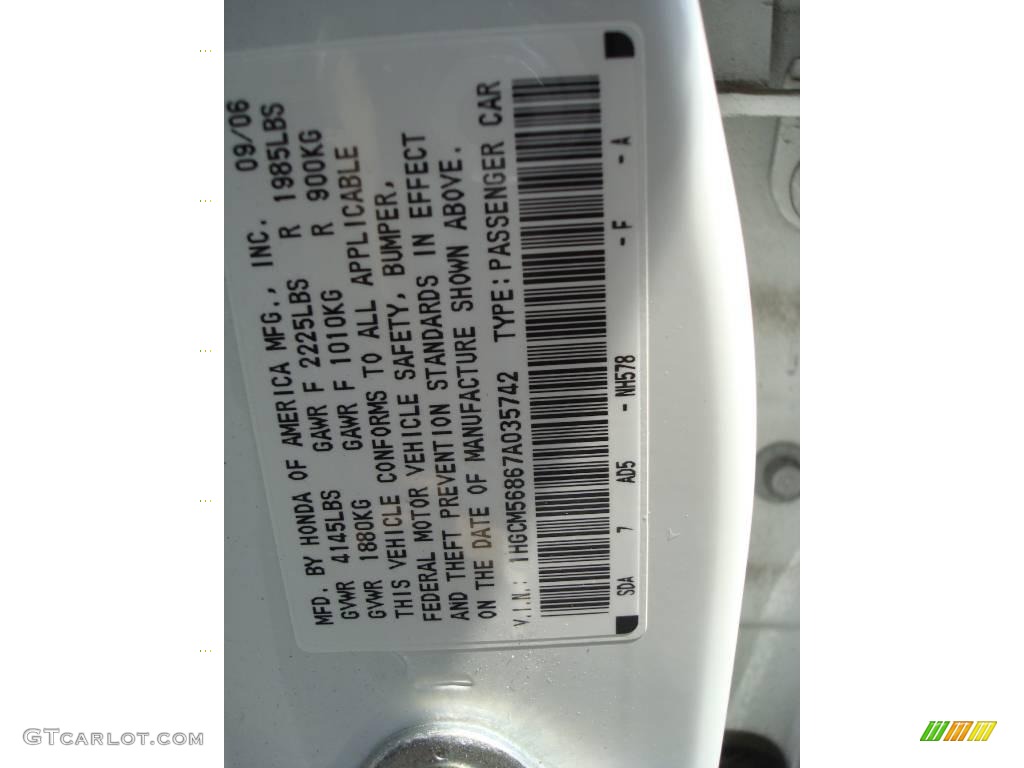 MFD. BY HONDA OF AMERICA MFG., INC. 09/06
GVWR 4145LBS GAWR F 2225LBS R 1985LBS
GVWR 1880KG GAWR F 1010KG R 900KG
THIS VEHICLE CONFORMS TO ALL APPLICABLE
FEDERAL MOTOR VEHICLE SAFETY, BUMPER,
AND THEFT PREVENTION STANDARDS IN EFFECT
ON THE DATE OF MANUFACTURE SHOWN ABOVE.
V.I.N.: 1HGCM56867A035742 TYPE:PASSENGER CAR
SDA 7 AD5 - NH578 - F - A
GTCARLOT.COM